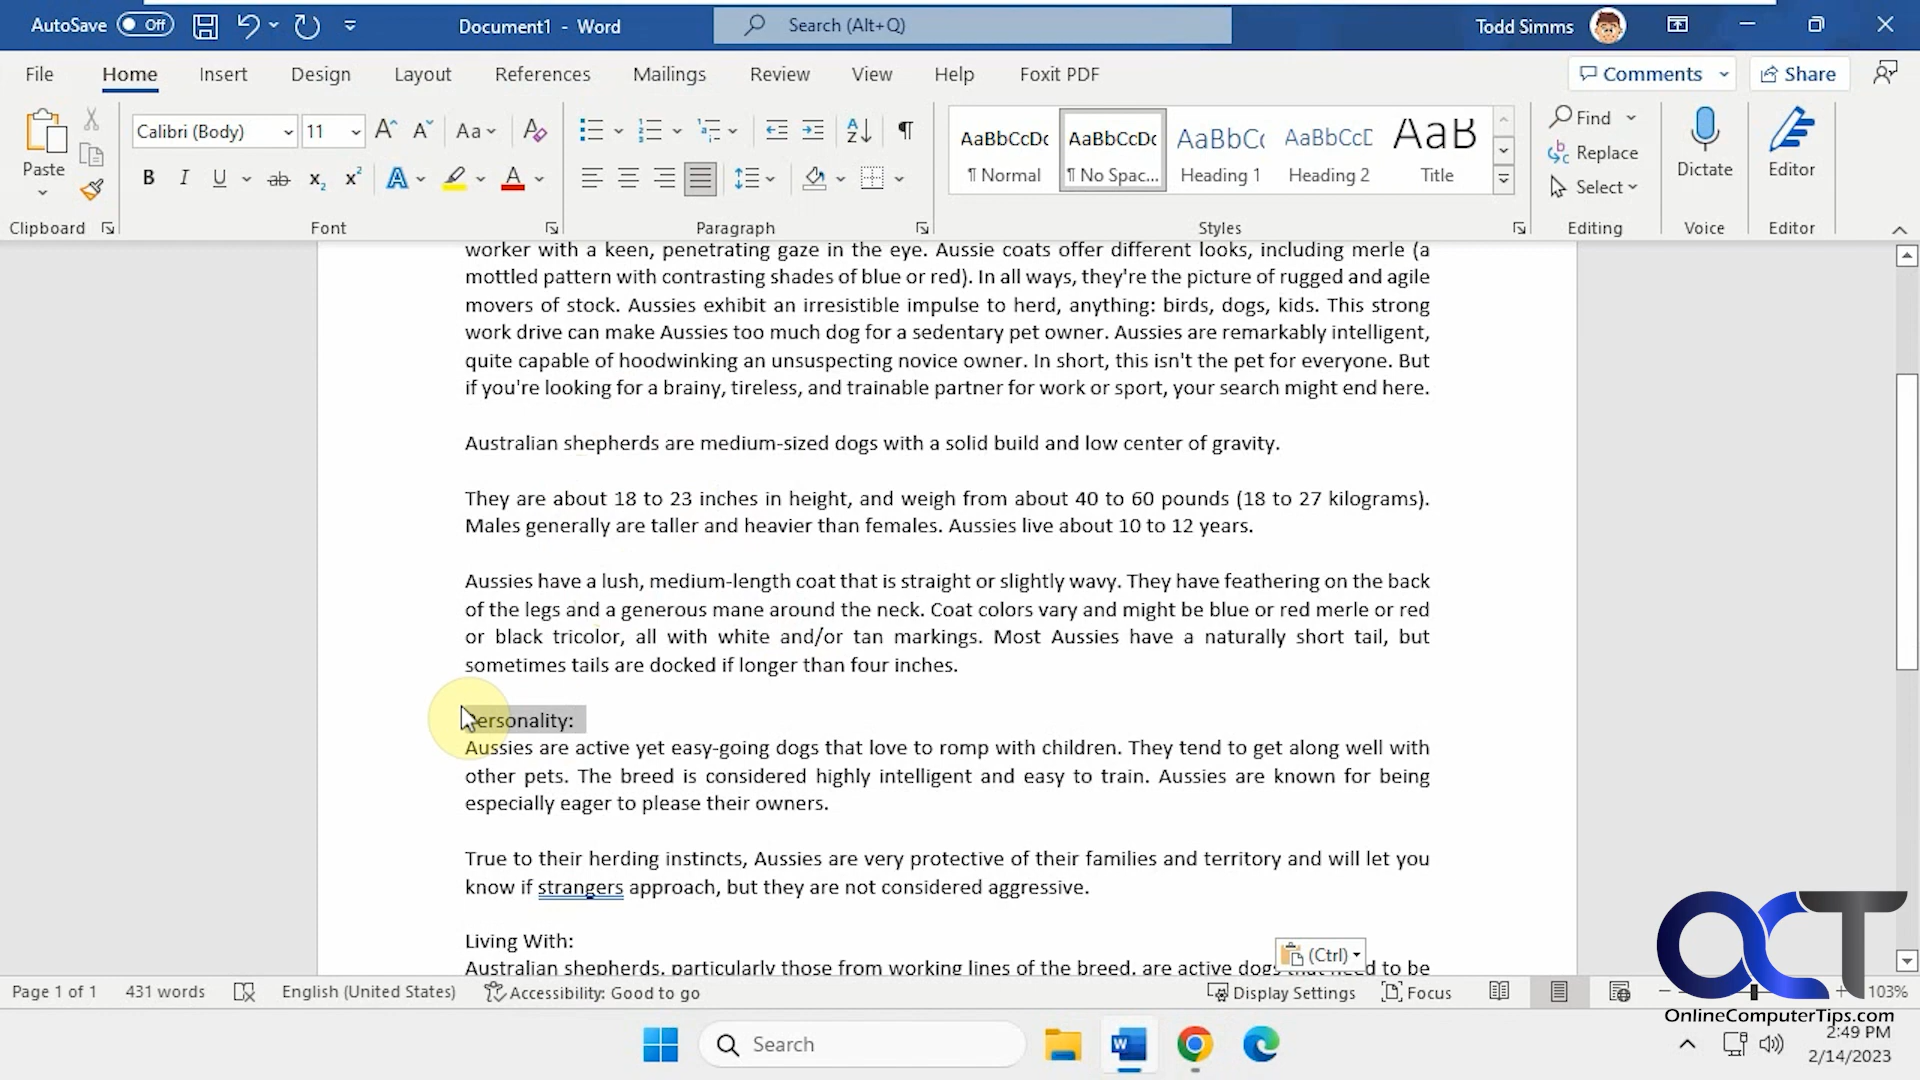 AutoSave Off Document1 - Word Search (Alt+Q) Todd Simms
File Home Insert Design Layout References Mailings Review View Help Foxit PDF Comments Share
Paste Calibri (Body) 11 Aa
B I U ab x2 x2 A A
AaBbCcDc AaBbCcDc AaBbCc AaBbCcD AaB
¶ Normal ¶ No Spac... Heading 1 Heading 2 Title
Find
Replace
Select
Dictate Editor
Clipboard Font Paragraph Styles Editing Voice Editor
worker with a keen, penetrating gaze in the eye. Aussie coats offer different looks, including merle (a
mottled pattern with contrasting shades of blue or red). In all ways, they're the picture of rugged and agile
movers of stock. Aussies exhibit an irresistible impulse to herd, anything: birds, dogs, kids. This strong
work drive can make Aussies too much dog for a sedentary pet owner. Aussies are remarkably intelligent,
quite capable of hoodwinking an unsuspecting novice owner. In short, this isn't the pet for everyone. But
if you're looking for a brainy, tireless, and trainable partner for work or sport, your search might end here.
Australian shepherds are medium-sized dogs with a solid build and low center of gravity.
They are about 18 to 23 inches in height, and weigh from about 40 to 60 pounds (18 to 27 kilograms).
Males generally are taller and heavier than females. Aussies live about 10 to 12 years.
Aussies have a lush, medium-length coat that is straight or slightly wavy. They have feathering on the back
of the legs and a generous mane around the neck. Coat colors vary and might be blue or red merle or red
or black tricolor, all with white and/or tan markings. Most Aussies have a naturally short tail, but
sometimes tails are docked if longer than four inches.
Personality:
Aussies are active yet easy-going dogs that love to romp with children. They tend to get along well with
other pets. The breed is considered highly intelligent and easy to train. Aussies are known for being
especially eager to please their owners.
True to their herding instincts, Aussies are very protective of their families and territory and will let you
know if strangers approach, but they are not considered aggressive.
Living With:
(Ctrl)
Australian shepherds, particularly those from working lines of the breed, are active dogs that need to be
Page 1 of 1 431 words English (United States) Accessibility: Good to go Display Settings Focus 103%
OCT
OnlineComputerTips.com
Search
2:49 PM
2/14/2023